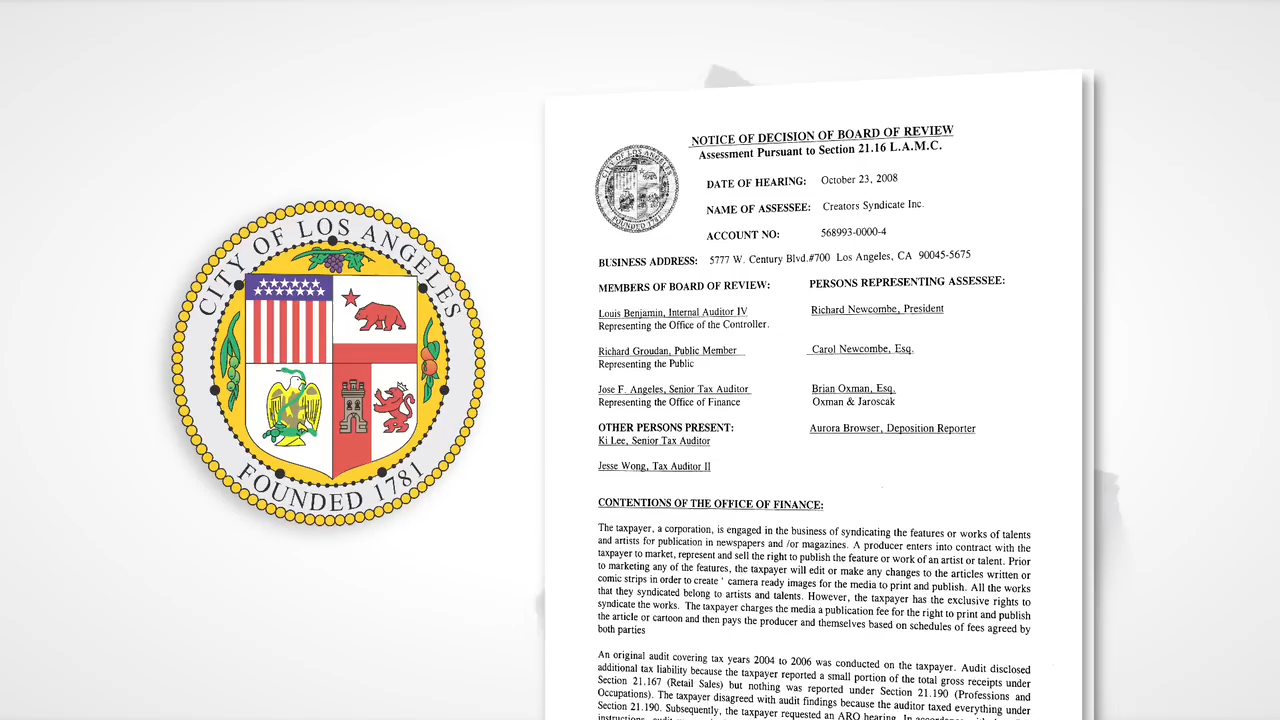 CITY OF LOS ANGELES
FOUNDED 1781
NOTICE OF DECISION OF BOARD OF REVIEW
Assessment Pursuant to Section 21.16 L.A.M.C.
CITY OF LOS ANGELES
DATE OF HEARING: October 23, 2008
NAME OF ASSESSEE: Creators Syndicate Inc.
ACCOUNT NO: 568993-0000-4
BUSINESS ADDRESS: 5777 W. Century Blvd.#700 Los Angeles, CA 90045-5675
MEMBERS OF BOARD OF REVIEW: PERSONS REPRESENTING ASSESSEE:
Louis Benjamin, Internal Auditor IV Richard Newcombe, President
Representing the Office of the Controller.
Richard Groudan, Public Member Carol Newcombe, Esq.
Representing the Public
Jose F. Angeles, Senior Tax Auditor Brian Oxman, Esq.
Representing the Office of Finance Oxman & Jaroscak
OTHER PERSONS PRESENT: Aurora Browser, Deposition Reporter
Ki Lee, Senior Tax Auditor
Jesse Wong, Tax Auditor II
CONTENTIONS OF THE OFFICE OF FINANCE:
The taxpayer, a corporation, is engaged in the business of syndicating the features or works of talents
and artists for publication in newspapers and /or magazines. A producer enters into contract with the
taxpayer to market, represent and sell the right to publish the feature or work of an artist or talent. Prior
to marketing any of the features, the taxpayer will edit or make any changes to the articles written or
comic strips in order to create ' camera ready images for the media to print and publish. All the works
that they syndicated belong to artists and talents. However, the taxpayer has the exclusive rights to
syndicate the works. The taxpayer charges the media a publication fee for the right to print and publish
the article or cartoon and then pays the producer and themselves based on schedules of fees agreed by
both parties
An original audit covering tax years 2004 to 2006 was conducted on the taxpayer. Audit disclosed
additional tax liability because the taxpayer reported a small portion of the total gross receipts under
Section 21.167 (Retail Sales) but nothing was reported under Section 21.190 (Professions and
Occupations). The taxpayer disagreed with audit findings because the auditor taxed everything under
Section 21.190. Subsequently, the taxpayer requested an ARO hearing. In